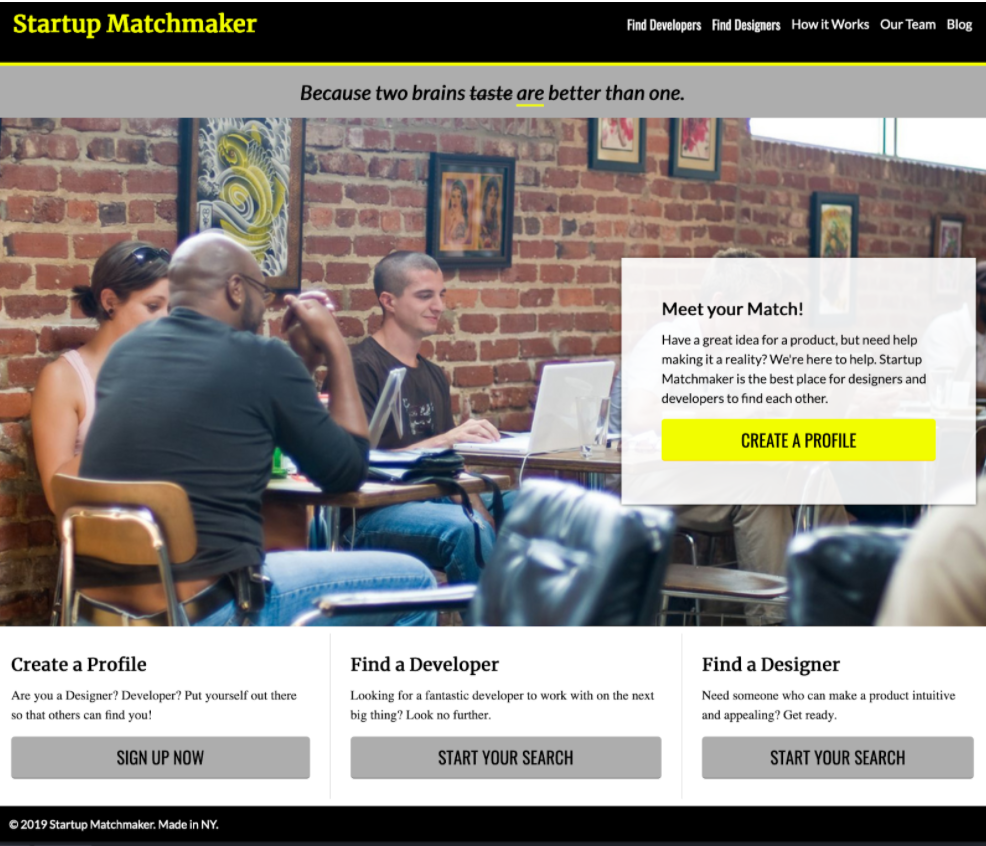 Startup Matchmaker
Find Developers Find Designers How it Works Our Team Blog
Because two brains taste are better than one.
Meet your Match!
Have a great idea for a product, but need help
making it a reality? We're here to help. Startup
Matchmaker is the best place for designers and
developers to find each other.
CREATE A PROFILE
Create a Profile
Are you a Designer? Developer? Put yourself out there
so that others can find you!
SIGN UP NOW
Find a Developer
Looking for a fantastic developer to work with on the next
big thing? Look no further.
START YOUR SEARCH
Find a Designer
Need someone who can make a product intuitive
and appealing? Get ready.
START YOUR SEARCH
© 2019 Startup Matchmaker. Made in NY.